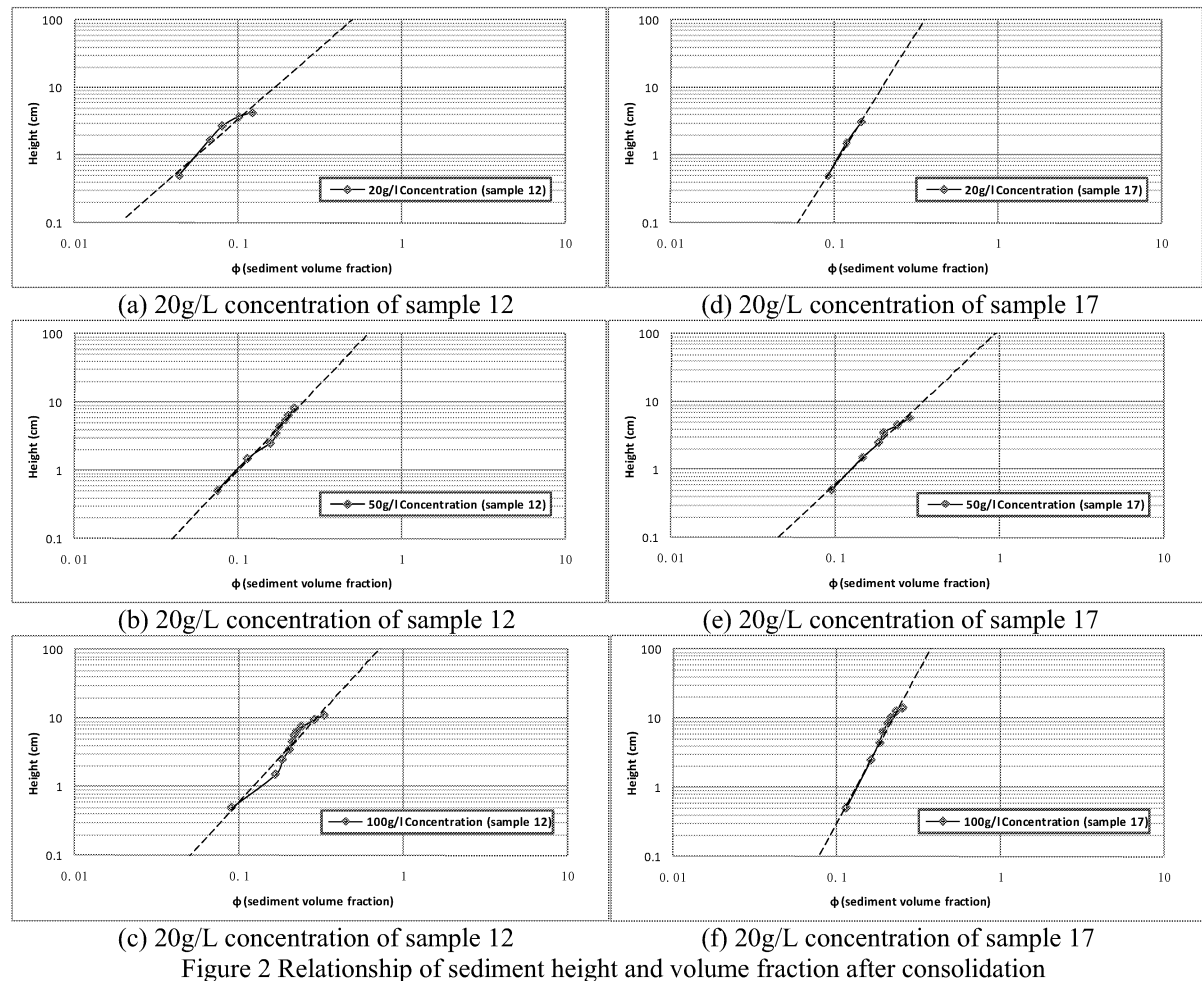 100
10
1
0.1
Height (cm)
20g/l Concentration (sample 12)
0. 01
0. 1
1
10
ϕ (sediment volume fraction)
(a) 20g/L concentration of sample 12
100
10
1
0.1
Height (cm)
20g/l Concentration (sample 17)
0. 01
0. 1
1
10
ϕ (sediment volume fraction)
(d) 20g/L concentration of sample 17
100
10
1
0.1
Height (cm)
50g/l Concentration (sample 12)
0. 01
0. 1
1
10
ϕ (sediment volume fraction)
(b) 20g/L concentration of sample 12
100
10
1
0.1
Height (cm)
50g/l Concentration (sample 17)
0. 01
0. 1
1
10
ϕ (sediment volume fraction)
(e) 20g/L concentration of sample 17
100
10
1
0.1
Height (cm)
100g/l Concentration (sample 12)
0. 01
0. 1
1
10
ϕ (sediment volume fraction)
(c) 20g/L concentration of sample 12
100
10
1
0.1
Height (cm)
100g/l Concentration (sample 17)
0. 01
0. 1
1
10
ϕ (sediment volume fraction)
(f) 20g/L concentration of sample 17
Figure 2 Relationship of sediment height and volume fraction after consolidation